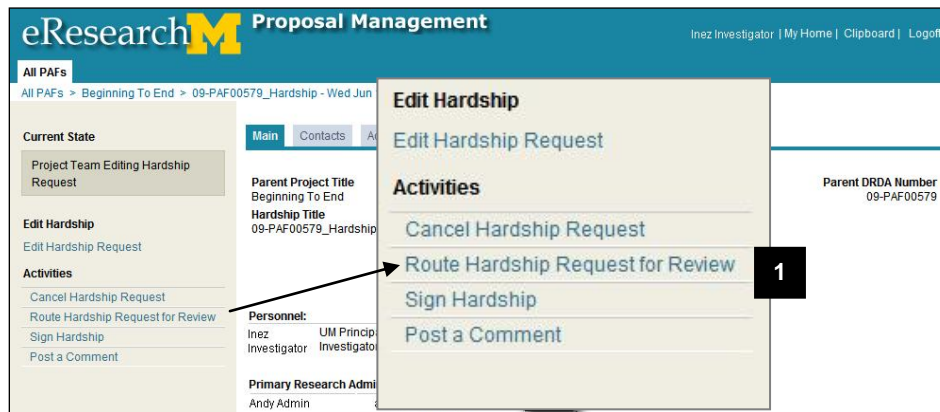 eResearchM Proposal Management
Inez Investigator | My Home | Clipboard | Logoff
All PAFs
All PAFs > Beginning To End > 09-PAF00579_Hardship - Wed Jun
Current State
Project Team Editing Hardship
Request
Edit Hardship
Edit Hardship Request
Activities
Cancel Hardship Request
Route Hardship Request for Review
Sign Hardship
Post a Comment
Main Contacts
Parent Project Title
Beginning To End
Hardship Title
09-PAF00579_Hardship
Parent DRDA Number
09-PAF00579
Personnel:
Inez
Investigator
UM Principa
Investigator
Primary Research Admi
Andy Admin
Edit Hardship
Edit Hardship Request
Activities
Cancel Hardship Request
Route Hardship Request for Review
1
Sign Hardship
Post a Comment